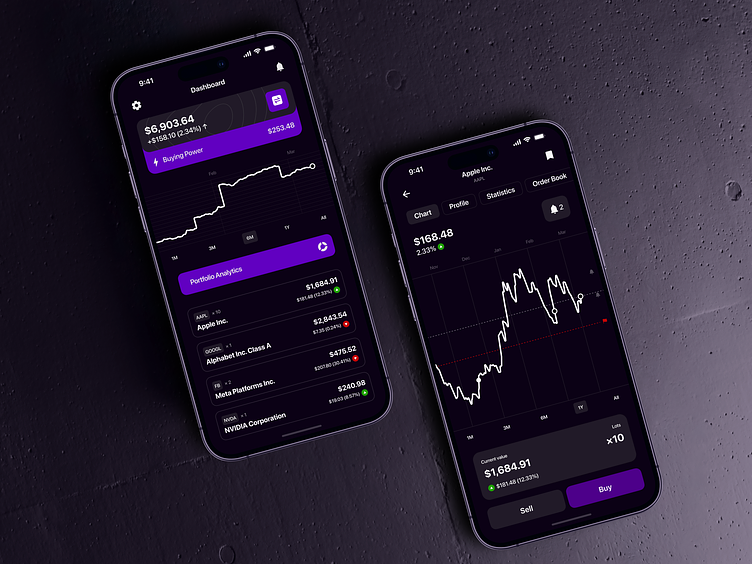 9:41
Dashboard
$6,903.64
+$158.10 (2.34%) ↑
Buying Power
$253.48
Feb
Mar
1M
3M
6M
1Y
All
Portfolio Analytics
AAPL × 10
Apple Inc.
$1,684.91
$181.48 (12.33%)
GOOGL × 1
Alphabet Inc. Class A
$2,843.54
$7.35 (0.24%)
FB × 2
Meta Platforms Inc.
$475.52
$207.80 (30.41%)
NVDA × 1
NVIDIA Corporation
$240.98
$19.03 (8.57%)
9:41
Apple Inc.
AAPL
Chart
Profile
Statistics
Order Book
$168.48
2.33%
2
Nov
Dec
Jan
Feb
Mar
1M
3M
6M
1Y
All
Current value
Lots
$1,684.91
×10
$181.48 (12.33%)
Sell
Buy